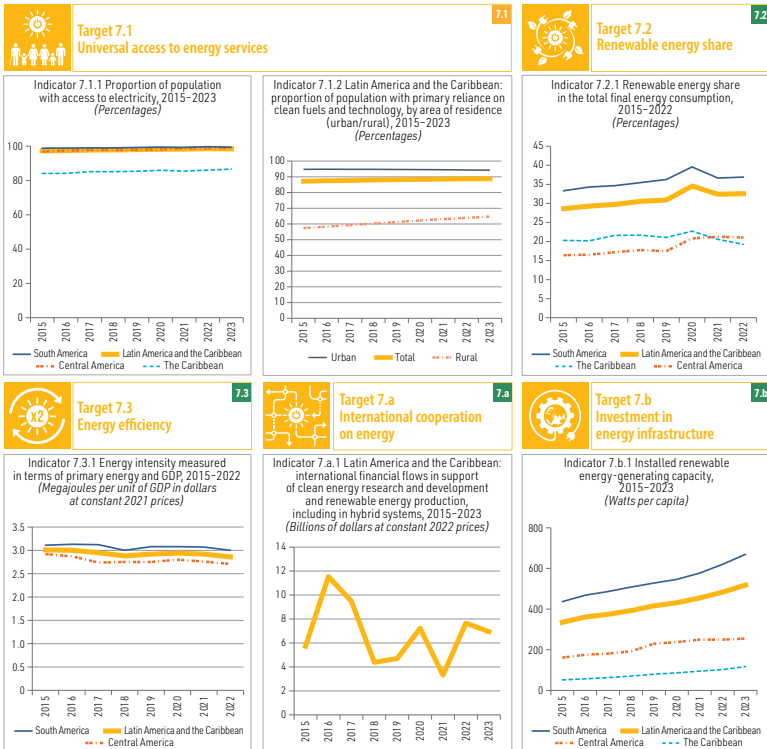 Target 7.1
Universal access to energy services
7.1
Indicator 7.1.1 Proportion of population
with access to electricity, 2015–2023
(Percentages)
100
80
60
40
20
0
2015 2016 2017 2018 2019 2020 2021 2022 2023
South America Latin America and the Caribbean
Central America The Caribbean
Indicator 7.1.2 Latin America and the Caribbean:
proportion of population with primary reliance on
clean fuels and technology, by area of residence
(urban/rural), 2015–2023
(Percentages)
100
90
80
70
60
50
40
30
20
10
0
2015 2016 2017 2018 2019 2020 2021 2022 2023
Urban Total Rural
Target 7.2
Renewable energy share
7.2
Indicator 7.2.1 Renewable energy share
in the total final energy consumption,
2015–2022
(Percentages)
45
40
35
30
25
20
15
10
5
0
2015 2016 2017 2018 2019 2020 2021 2022
South America Latin America and the Caribbean
The Caribbean Central America
x2
Target 7.3
Energy efficiency
7.3
Indicator 7.3.1 Energy intensity measured
in terms of primary energy and GDP, 2015–2022
(Megajoules per unit of GDP in dollars
at constant 2021 prices)
3.5
3.0
2.5
2.0
1.5
1.0
0.5
0
2015 2016 2017 2018 2019 2020 2021 2022
South America Latin America and the Caribbean
Central America
Target 7.a
International cooperation
on energy
7.a
Indicator 7.a.1 Latin America and the Caribbean:
international financial flows in support
of clean energy research and development
and renewable energy production,
including in hybrid systems, 2015–2023
(Billions of dollars at constant 2022 prices)
14
12
10
8
6
4
2
0
2015 2016 2017 2018 2019 2020 2021 2022 2023
Target 7.b
Investment in
energy infrastructure
7.b
Indicator 7.b.1 Installed renewable
energy-generating capacity,
2015–2023
(Watts per capita)
800
600
400
200
0
2015 2016 2017 2018 2019 2020 2021 2022 2023
South America Latin America and the Caribbean
Central America The Caribbean